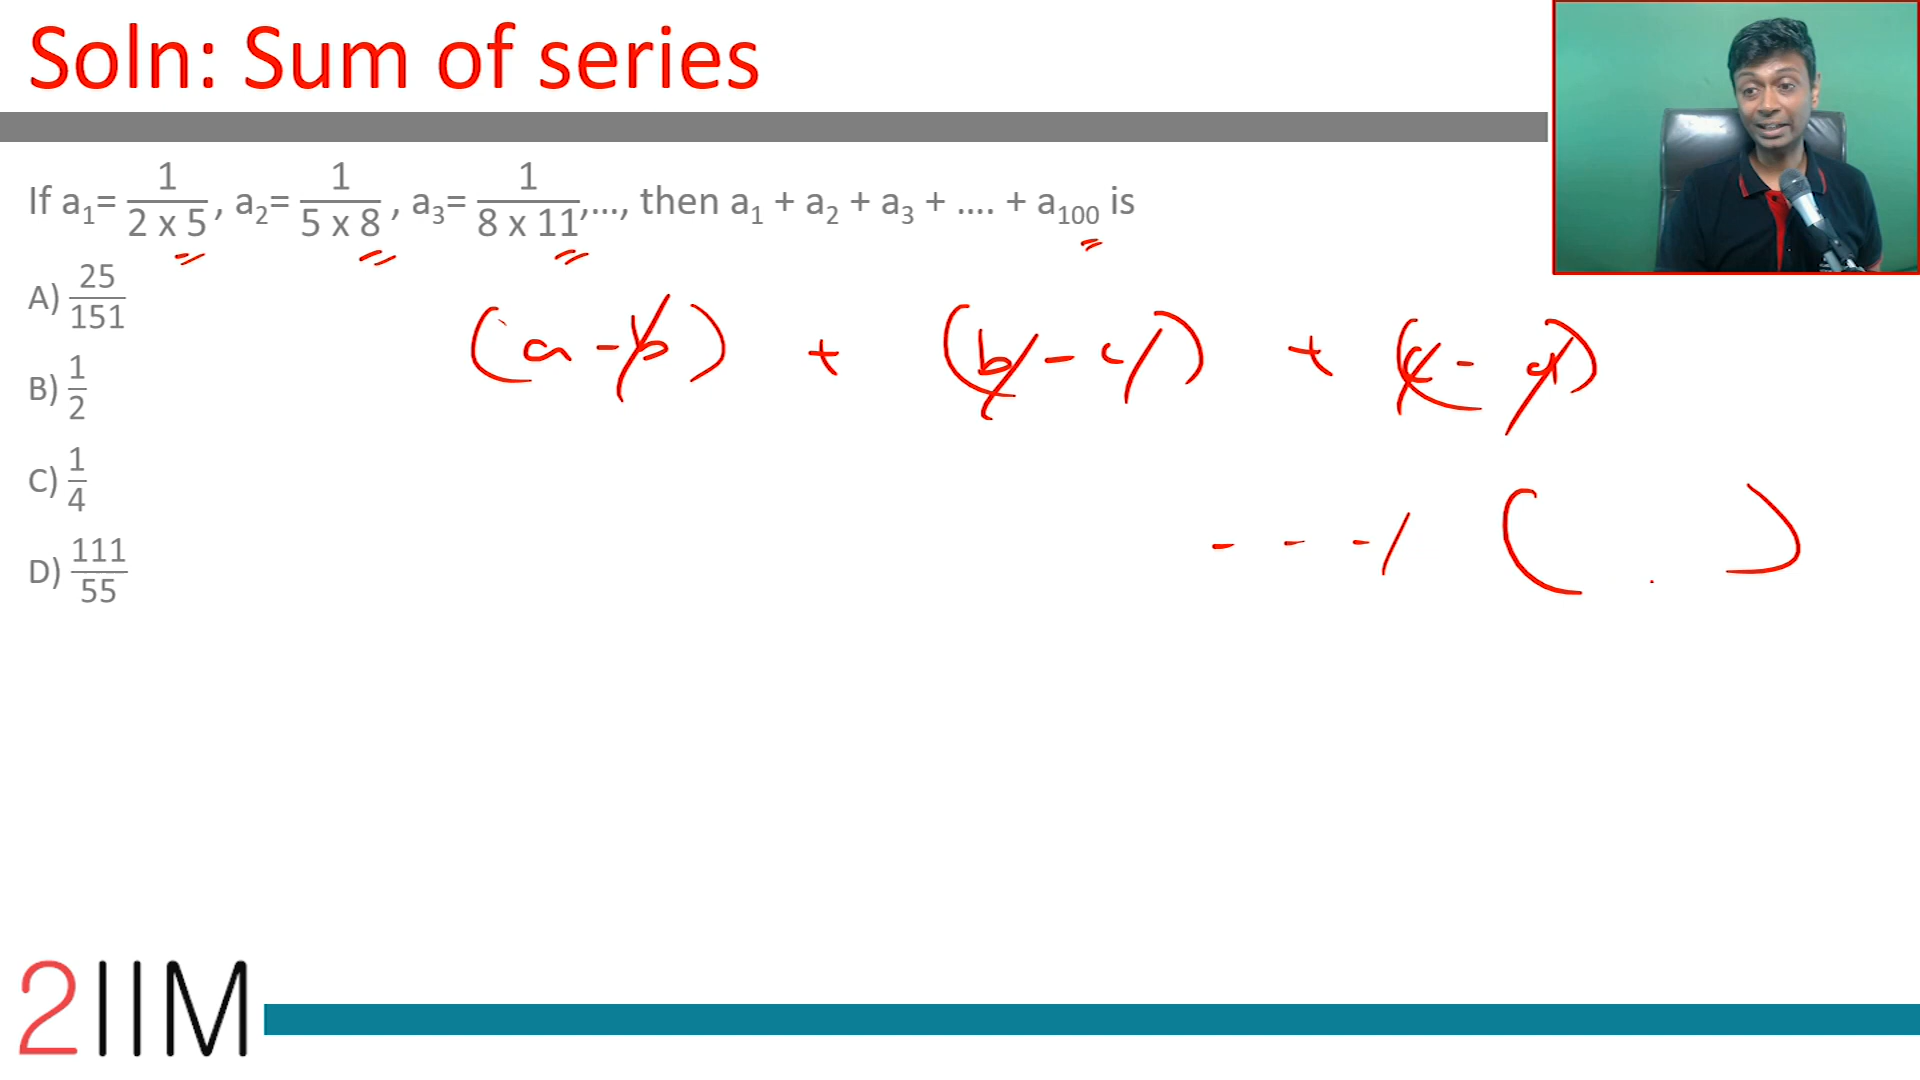 Soln: Sum of series
If a₁= 1/(2 x 5), a₂= 1/(5 x 8), a₃= 1/(8 x 11),..., then a₁ + a₂ + a₃ + .... + a₁₀₀ is
A) 25/151
B) 1/2
C) 1/4
D) 111/55
(a - b) + (b - c) + (c - d)
- - - / ( . )
2IIM